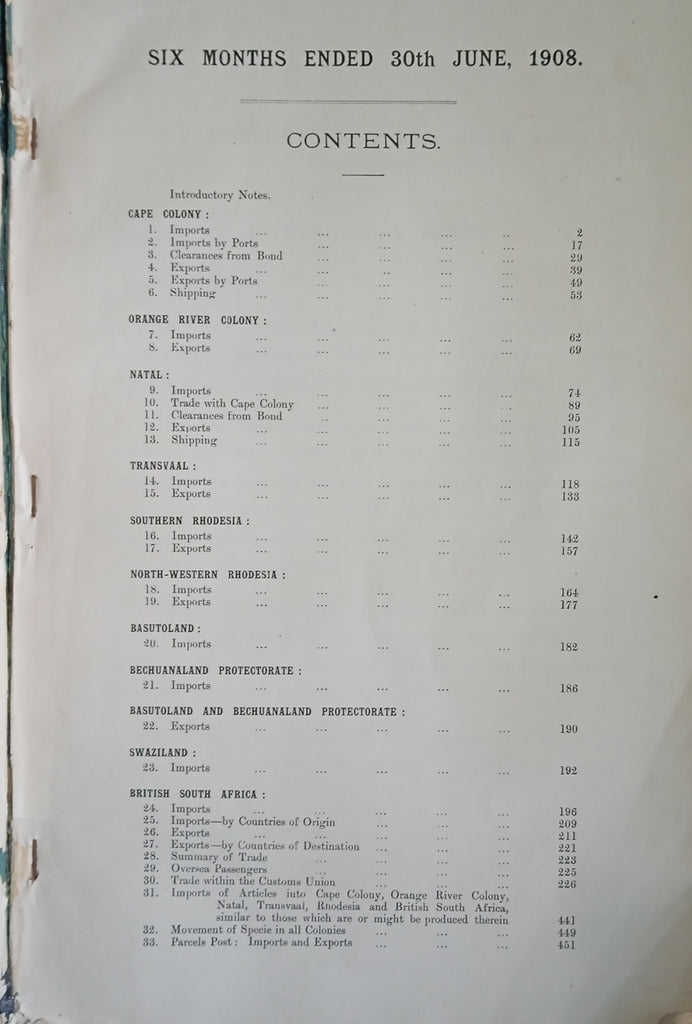 SIX MONTHS ENDED 30th JUNE, 1908.
CONTENTS.
Introductory Notes.
CAPE COLONY :
1. Imports ... ... ... ... .. 2
2. Imports by Ports ... ... ... ... 17
3. Clearances from Bond ... ... ... ... 29
4. Exports ... ... .. ... ... 39
5. Exports by Ports ... ... ... ... 49
6. Shipping ... ... ... ... ... 53
ORANGE RIVER COLONY :
7. Imports ... ... ... ... ... 62
8. Exports ... ... ... ... ... 69
NATAL :
9. Imports ... ... ... ... ... 74
10. Trade with Cape Colony ... ... ... . 89
11. Clearances from Bond .. ... ... ... 95
12. Exports ... ... ... ... ... 105
13. Shipping ... ... ... ... ... 115
TRANSVAAL :
14. Imports ... ... ... ... ... 118
15. Exports ... ... ... ... ... 133
SOUTHERN RHODESIA :
16. Imports ... ... ... ... ... 142
17. Exports ... ... ... ... ... 157
NORTH-WESTERN RHODESIA :
18. Imports ... ... ... ... ... 164
19. Exports ... ... ... ... ... 177
BASUTOLAND :
20. Imports ... ... ... ... ... 182
BECHUANALAND PROTECTORATE :
21. Imports ... ... ... ... ... 186
BASUTOLAND AND BECHUANALAND PROTECTORATE :
22. Exports ... ... ... ... ... 190
SWAZILAND :
23. Imports ... ... ... ... ... 192
BRITISH SOUTH AFRICA :
24. Imports ... ... ... ... ... 196
25. Imports—by Countries of Origin ... ... ... 209
26. Exports ... ... ... ... ... 211
27. Exports—by Countries of Destination ... ... ... 221
28. Summary of Trade ... ... ... ... 223
29. Oversea Passengers ... ... ... ... 225
30. Trade within the Customs Union ... ... ... 226
31. Imports of Articles into Cape Colony, Orange River Colony,
Natal, Transvaal, Rhodesia and British South Africa,
similar to those which are or might be produced therein 441
32. Movement of Specie in all Colonies ... ... ... 449
33. Parcels Post : Imports and Exports ... ... ... 451